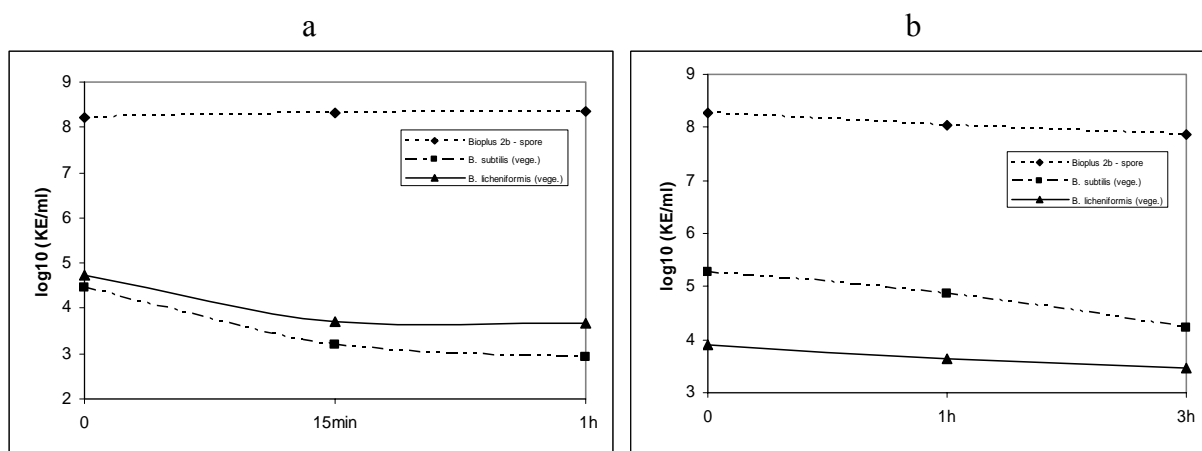 a
log10 (KE/ml)
9
8
7
6
5
4
3
2
0
15min
1h
Bioplus 2b - spore
B. subtilis (vege.)
B. licheniformis (vege.)
b
log10 (KE/ml)
9
8
7
6
5
4
3
0
1h
3h
Bioplus 2b - spore
B. subtilis (vege.)
B. licheniformis (vege.)